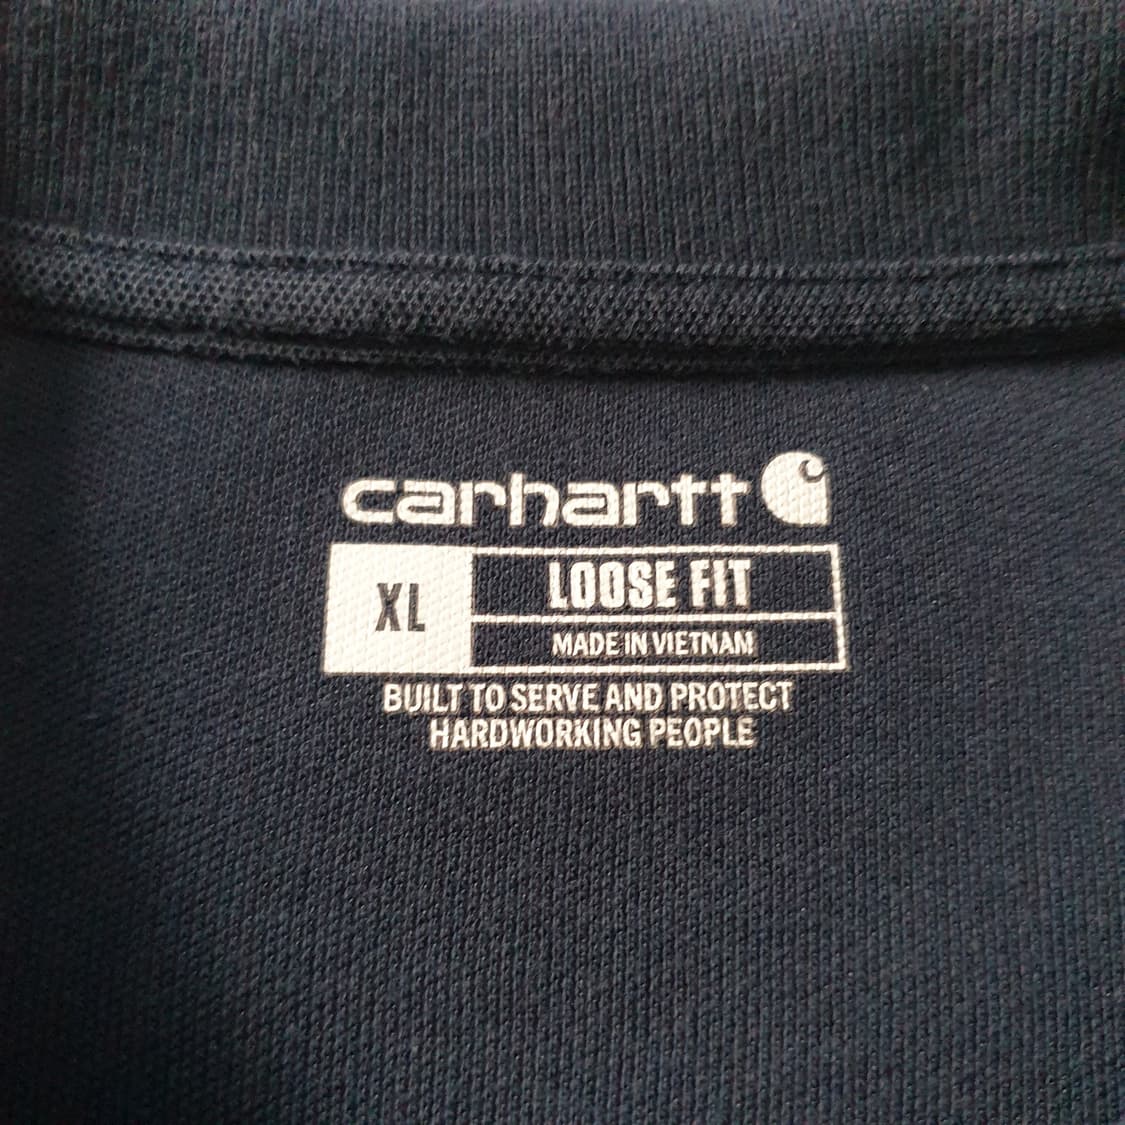 carhartt
XL
LOOSE FIT
MADE IN VIETNAM
BUILT TO SERVE AND PROTECT
HARDWORKING PEOPLE